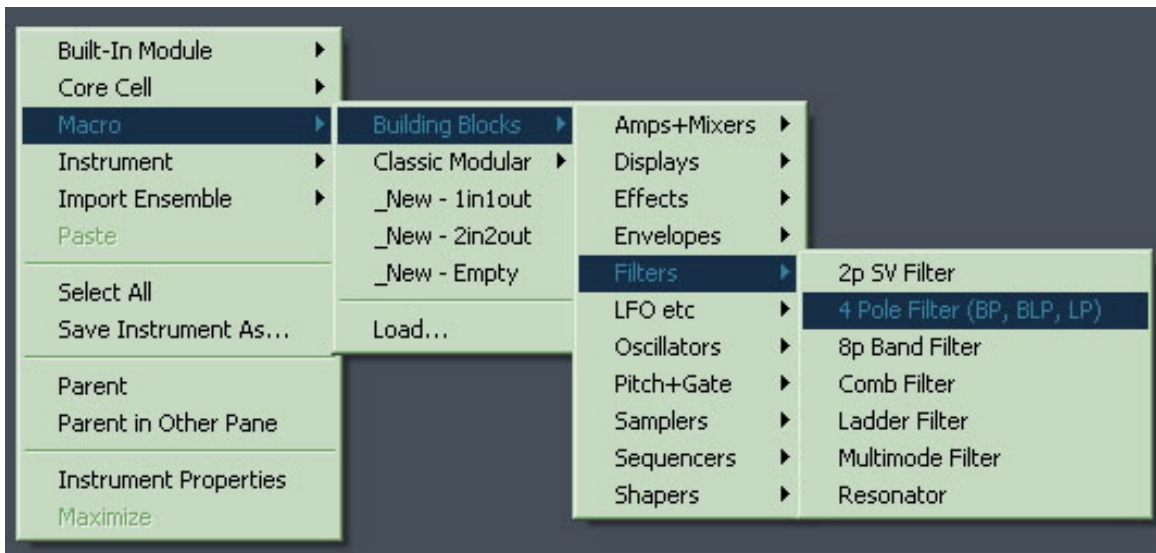 Built-In Module
Core Cell
Macro
Instrument
Import Ensemble
Paste
Select All
Save Instrument As...
Parent
Parent in Other Pane
Instrument Properties
Maximize
Building Blocks
Classic Modular
_New - 1in1out
_New - 2in2out
_New - Empty
Load...
Amps+Mixers
Displays
Effects
Envelopes
Filters
LFO etc
Oscillators
Pitch+Gate
Samplers
Sequencers
Shapers
2p SV Filter
4 Pole Filter (BP, BLP, LP)
8p Band Filter
Comb Filter
Ladder Filter
Multimode Filter
Resonator